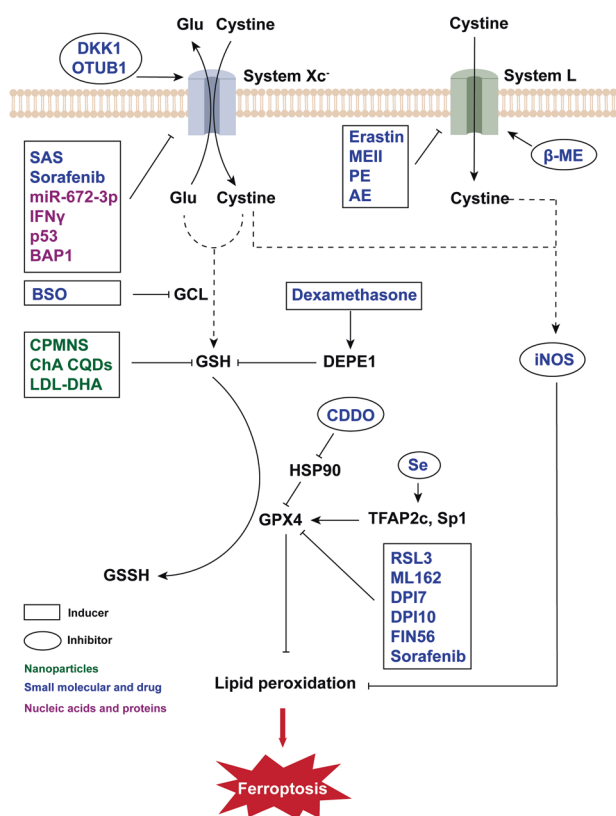 Glu Cystine
Cystine
DKK1
OTUB1
System Xc-
System L
SAS
Sorafenib
miR-672-3p
IFNγ
p53
BAP1
Erastin
MEII
PE
AE
β-ME
Glu Cystine
Cystine
BSO
GCL
Dexamethasone
CPMNS
ChA CQDs
LDL-DHA
GSH
DEPE1
iNOS
CDDO
HSP90
Se
GPX4
TFAP2c, Sp1
RSL3
ML162
DPI7
DPI10
FIN56
Sorafenib
GSSH
Inducer
Inhibitor
Nanoparticles
Small molecular and drug
Nucleic acids and proteins
Lipid peroxidation
Ferroptosis